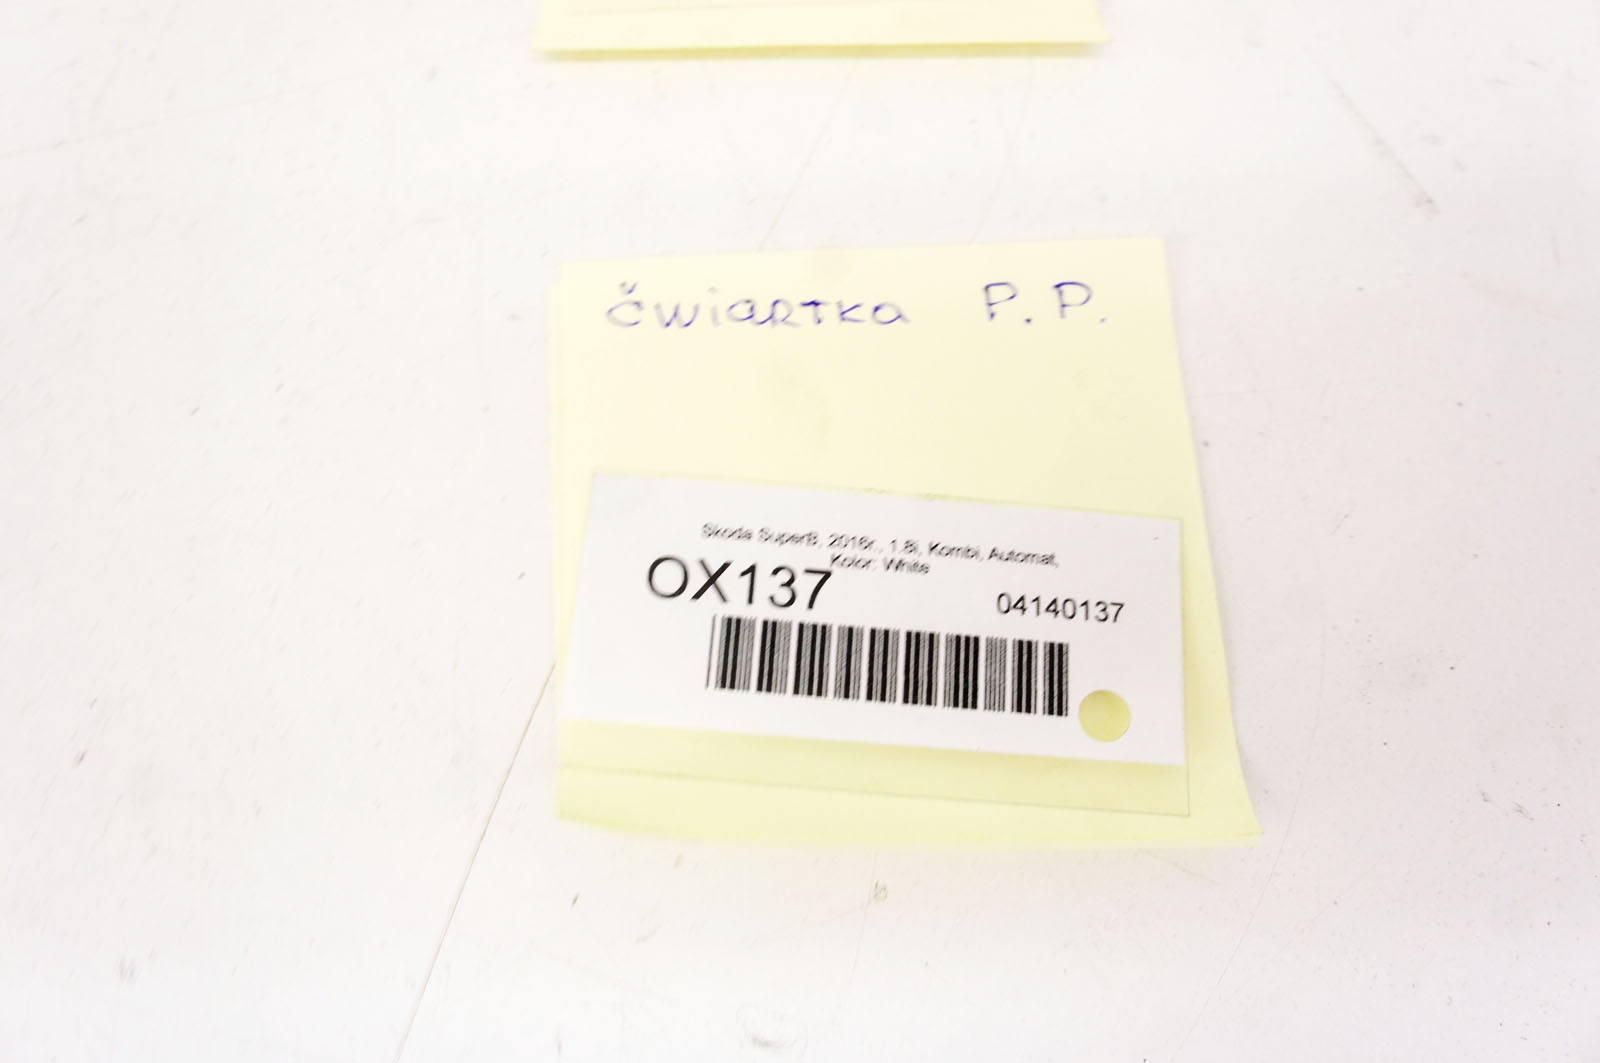 čwiartka P.P.
Skoda SuperB, 2016r., 1.8i, Kombi, Automat,
Kolor: White
OX137
04140137